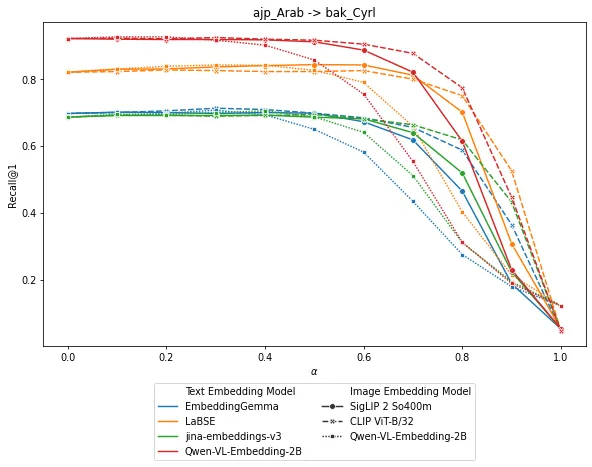 ajp_Arab -> bak_Cyrl
Recall@1
0.8
0.6
0.4
0.2
0.0 0.2 0.4 0.6 0.8 1.0
α
Text Embedding Model
EmbeddingGemma
LaBSE
jina-embeddings-v3
Qwen-VL-Embedding-2B
Image Embedding Model
SigLIP 2 So400m
CLIP ViT-B/32
Qwen-VL-Embedding-2B